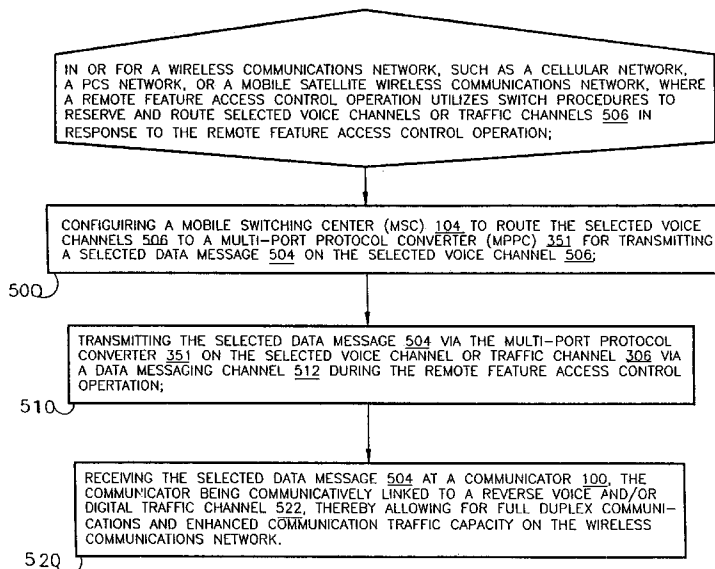 IN OR FOR A WIRELESS COMMUNICATIONS NETWORK, SUCH AS A CELLULAR NETWORK,
A PCS NETWORK, OR A MOBILE SATELLITE WIRELESS COMMUNICATIONS NETWORK, WHERE
A REMOTE FEATURE ACCESS CONTROL OPERATION UTILIZES SWITCH PROCEDURES TO
RESERVE AND ROUTE SELECTED VOICE CHANNELS OR TRAFFIC CHANNELS 506 IN
RESPONSE TO THE REMOTE FEATURE ACCESS CONTROL OPERATION;
CONFIGUIRING A MOBILE SWITCHING CENTER (MSC) 104 TO ROUTE THE SELECTED VOICE
CHANNELS 506 TO A MULTI-PORT PROTOCOL CONVERTER (MPPC) 351 FOR TRANSMITTING
A SELECTED DATA MESSAGE 504 ON THE SELECTED VOICE CHANNEL 506;
500
TRANSMITTING THE SELECTED DATA MESSAGE 504 VIA THE MULTI-PORT PROTOCOL
CONVERTER 351 ON THE SELECTED VOICE CHANNEL OR TRAFFIC CHANNEL 306 VIA
A DATA MESSAGING CHANNEL 512 DURING THE REMOTE FEATURE ACCESS CONTROL
OPERTATION;
510
RECEIVING THE SELECTED DATA MESSAGE 504 AT A COMMUNICATOR 100, THE
COMMUNICATOR BEING COMMUNICATIVELY LINKED TO A REVERSE VOICE AND/OR
DIGITAL TRAFFIC CHANNEL 522, THEREBY ALLOWING FOR FULL DUPLEX COMMUNI-
CATIONS AND ENHANCED COMMUNICATION TRAFFIC CAPACITY ON THE WIRELESS
COMMUNICATIONS NETWORK.
520